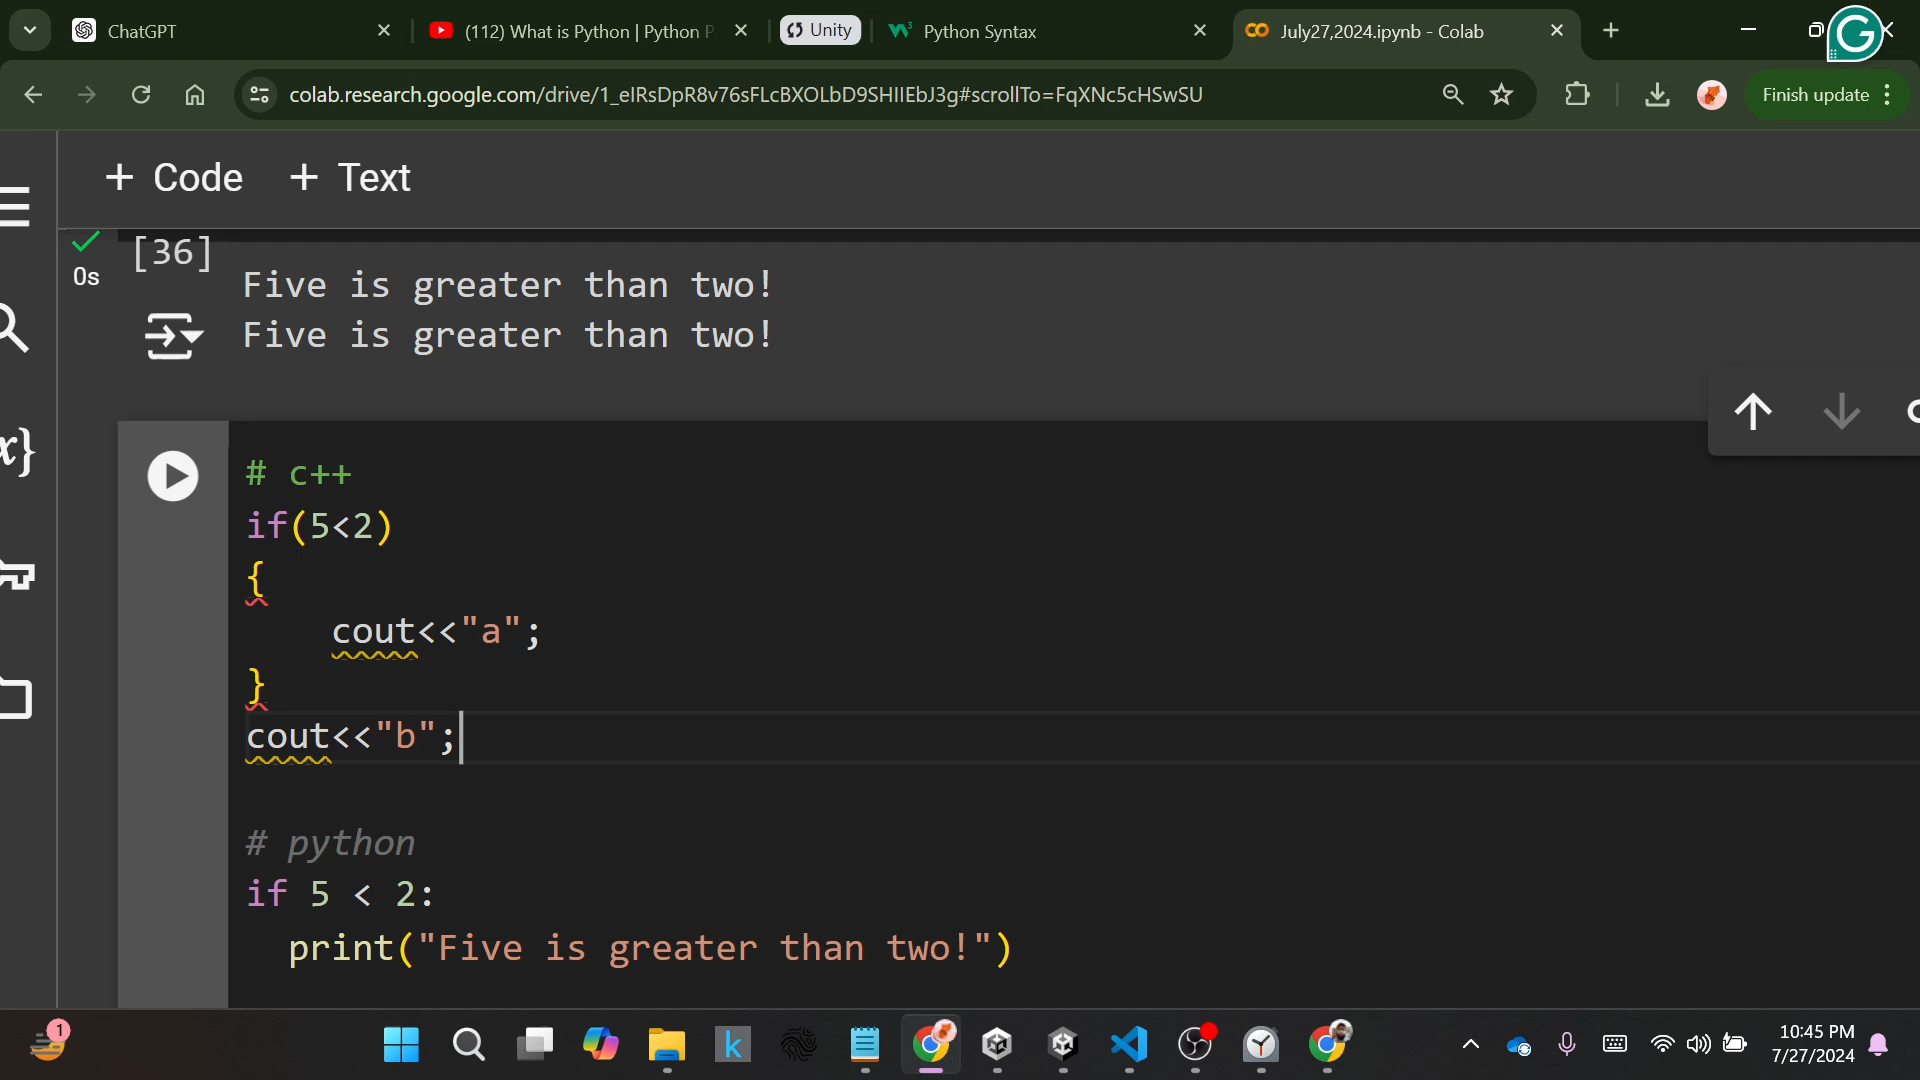 ChatGPT
(112) What is Python | Python P
Unity
Python Syntax
July27,2024.ipynb - Colab
colab.research.google.com/drive/1_eIRsDpR8v76sFLcBXOLbD9SHIIEbJ3g#scrollTo=FqXNc5cHSwSU
Finish update
+ Code + Text
[36]
0s
Five is greater than two!
Five is greater than two!
# c++
if(5<2)
{
cout<<"a";
}
cout<<"b";
# python
if 5 < 2:
print("Five is greater than two!")
1
10:45 PM
7/27/2024